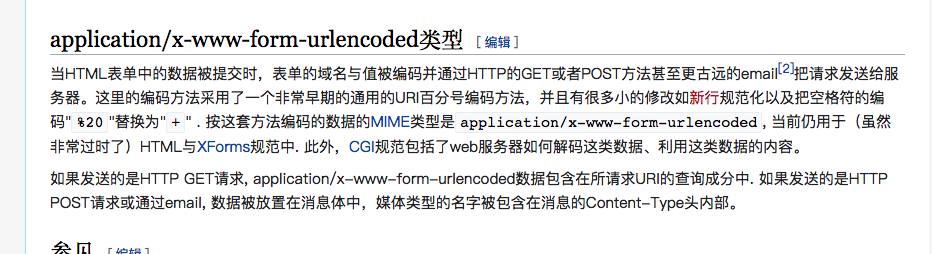 application/x-www-form-urlencoded类型 [ 编辑 ]
当HTML表单中的数据被提交时，表单的域名与值被编码并通过HTTP的GET或者POST方法甚至更古远的email[2]把请求发送给服
务器。这里的编码方法采用了一个非常早期的通用的URI百分号编码方法，并且有很多小的修改如新行规范化以及把空格符的编
码" %20 "替换为" + " . 按这套方法编码的数据的MIME类型是 application/x-www-form-urlencoded , 当前仍用于（虽然
非常过时了）HTML与XForms规范中. 此外，CGI规范包括了web服务器如何解码这类数据、利用这类数据的内容。
如果发送的是HTTP GET请求, application/x-www-form-urlencoded数据包含在所请求URI的查询成分中. 如果发送的是HTTP
POST请求或通过email, 数据被放置在消息体中，媒体类型的名字被包含在消息的Content-Type头内部。
参见 [ 编辑 ]